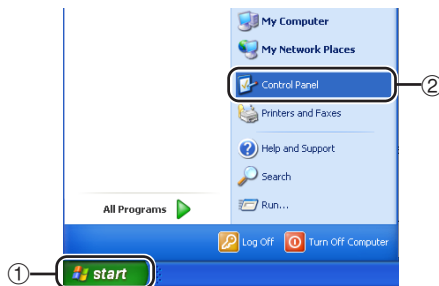 My Computer
My Network Places
Control Panel
②
Printers and Faxes
Help and Support
Search
All Programs
Run...
Log Off
Turn Off Computer
①
start